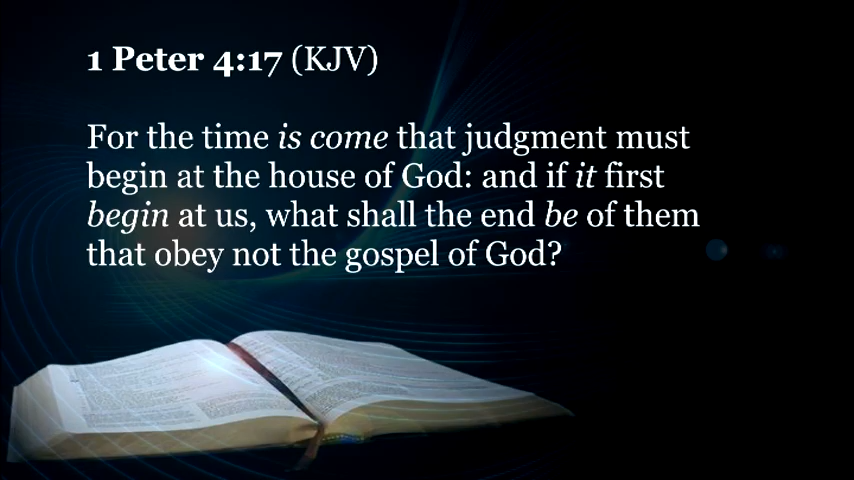 1 Peter 4:17 (KJV)
For the time is come that judgment must
begin at the house of God: and if it first
begin at us, what shall the end be of them
that obey not the gospel of God?